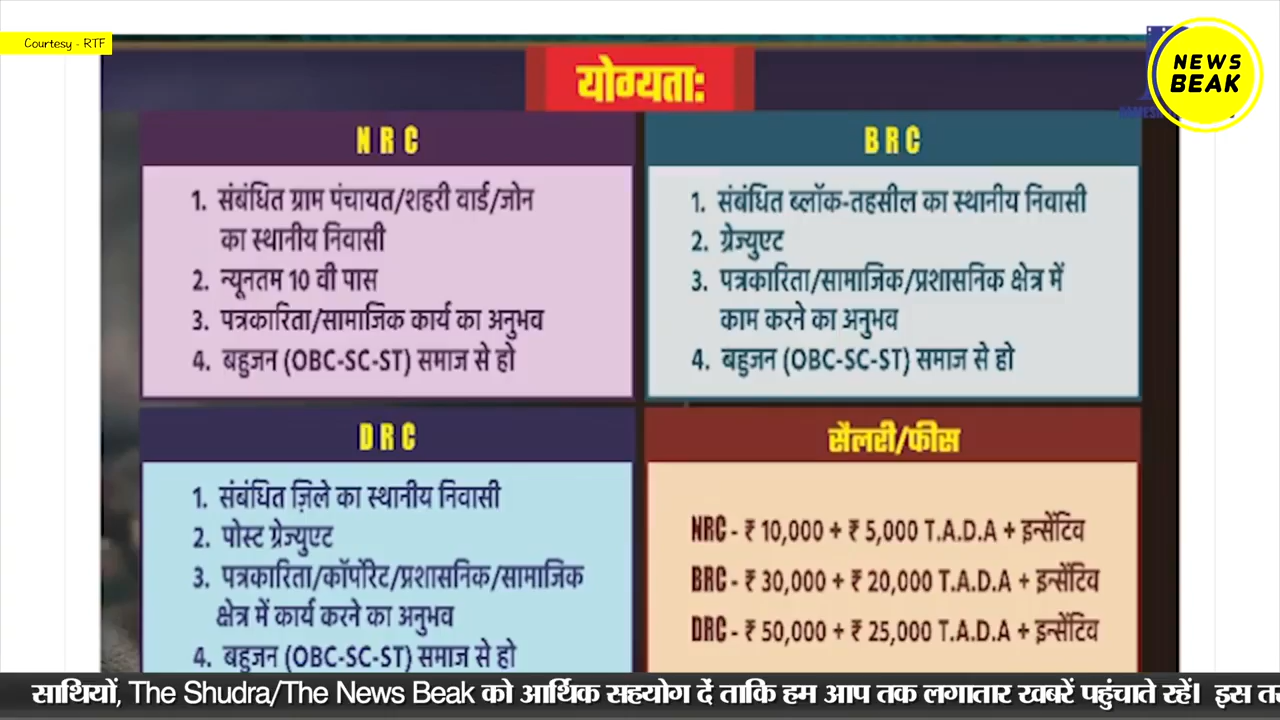 Courtesy - RTF
NEWS
BEAK
योग्यता:
NRC
1. संबंधित ग्राम पंचायत/शहरी वार्ड/जोन
का स्थानीय निवासी
2. न्यूनतम 10 वी पास
3. पत्रकारिता/सामाजिक कार्य का अनुभव
4. बहुजन (OBC-SC-ST) समाज से हो
BRC
1. संबंधित ब्लॉक-तहसील का स्थानीय निवासी
2. ग्रेज्युएट
3. पत्रकारिता/सामाजिक/प्रशासनिक क्षेत्र में
काम करने का अनुभव
4. बहुजन (OBC-SC-ST) समाज से हो
DRC
1. संबंधित ज़िले का स्थानीय निवासी
2. पोस्ट ग्रेज्युएट
3. पत्रकारिता/कॉर्पोरेट/प्रशासनिक/सामाजिक
क्षेत्र में कार्य करने का अनुभव
4. बहुजन (OBC-SC-ST) समाज से हो
सैलरी/फीस
NRC - ₹ 10,000 + ₹ 5,000 T.A.D.A + इन्सेंटिव
BRC - ₹ 30,000 + ₹ 20,000 T.A.D.A + इन्सेंटिव
DRC - ₹ 50,000 + ₹ 25,000 T.A.D.A + इन्सेंटिव
साथियों, The Shudra/The News Beak को आर्थिक सहयोग दें ताकि हम आप तक लगातार खबरें पहुंचाते रहें। इस